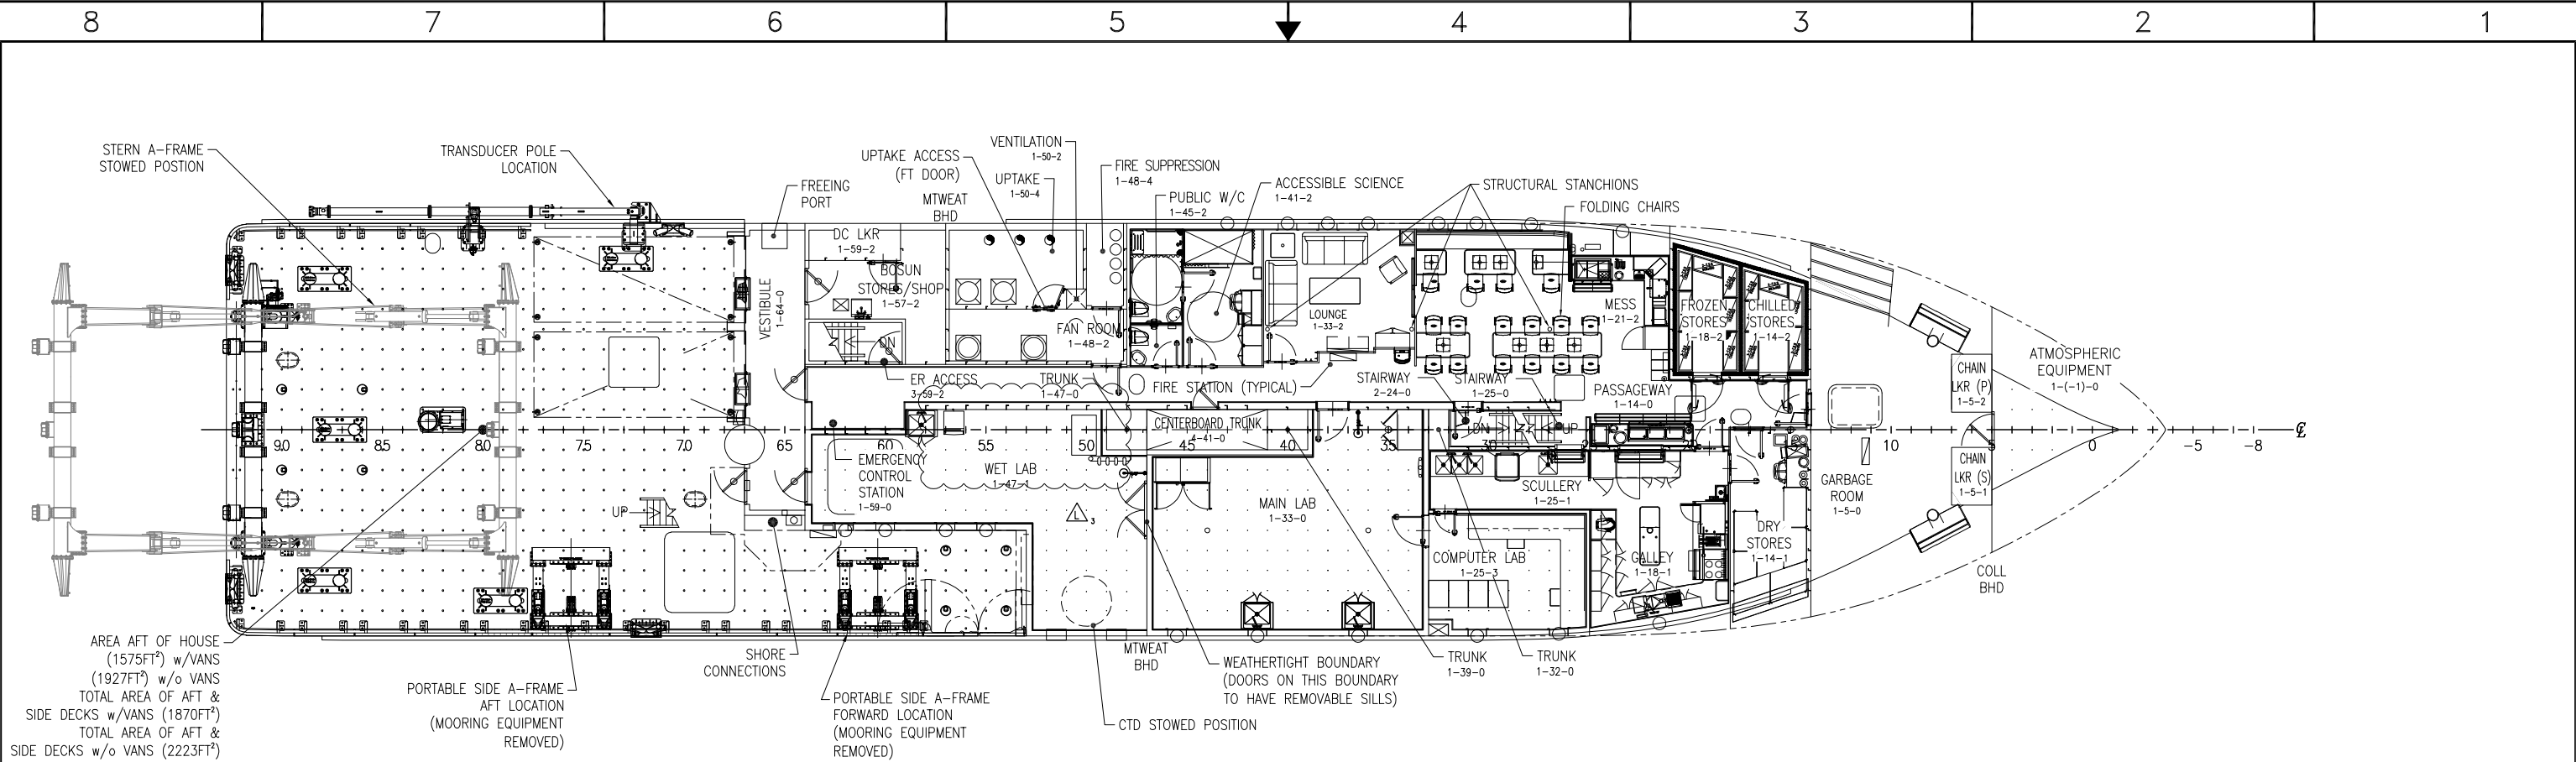 8 7 6 5 4 3 2 1
STERN A-FRAME
STOWED POSTION
TRANSDUCER POLE
LOCATION
FREEING
PORT
UPTAKE ACCESS
(FT DOOR)
VENTILATION
1-50-2
UPTAKE
1-50-4
MTWEAT
BHD
FIRE SUPPRESSION
1-48-4
PUBLIC W/C
1-45-2
ACCESSIBLE SCIENCE
1-41-2
STRUCTURAL STANCHIONS
FOLDING CHAIRS
DC LKR
1-59-2
BOSUN
STORES/SHOP
1-57-2
VESTIBULE
1-64-0
DN
FAN ROOM
1-48-2
LOUNGE
1-33-2
MESS
1-21-2
FROZEN
STORES
1-18-2
CHILLED
STORES
1-14-2
ATMOSPHERIC
EQUIPMENT
1-(-1)-0
ER ACCESS
3-59-2
TRUNK
1-47-0
FIRE STATION (TYPICAL)
STAIRWAY
2-24-0
STAIRWAY
1-25-0
PASSAGEWAY
1-14-0
CHAIN
LKR (P)
1-5-2
CENTERBOARD TRUNK
4-41-0
DN
UP
90 85 80 75 70 65 60 55 50 45 40 35 30 10 5 0 -5 -8
EMERGENCY
CONTROL
STATION
1-59-0
WET LAB
1-47-1
MAIN LAB
1-33-0
SCULLERY
1-25-1
CHAIN
LKR (S)
1-5-1
GARBAGE
ROOM
1-5-0
UP
L 3
COMPUTER LAB
1-25-3
GALLEY
1-18-1
DRY
STORES
1-14-1
COLL
BHD
AREA AFT OF HOUSE
(1575FT²) w/VANS
(1927FT²) w/o VANS
TOTAL AREA OF AFT &
SIDE DECKS w/VANS (1870FT²)
TOTAL AREA OF AFT &
SIDE DECKS w/o VANS (2223FT²)
PORTABLE SIDE A-FRAME
AFT LOCATION
(MOORING EQUIPMENT
REMOVED)
SHORE
CONNECTIONS
PORTABLE SIDE A-FRAME
FORWARD LOCATION
(MOORING EQUIPMENT
REMOVED)
MTWEAT
BHD
CTD STOWED POSITION
WEATHERTIGHT BOUNDARY
(DOORS ON THIS BOUNDARY
TO HAVE REMOVABLE SILLS)
TRUNK
1-39-0
TRUNK
1-32-0